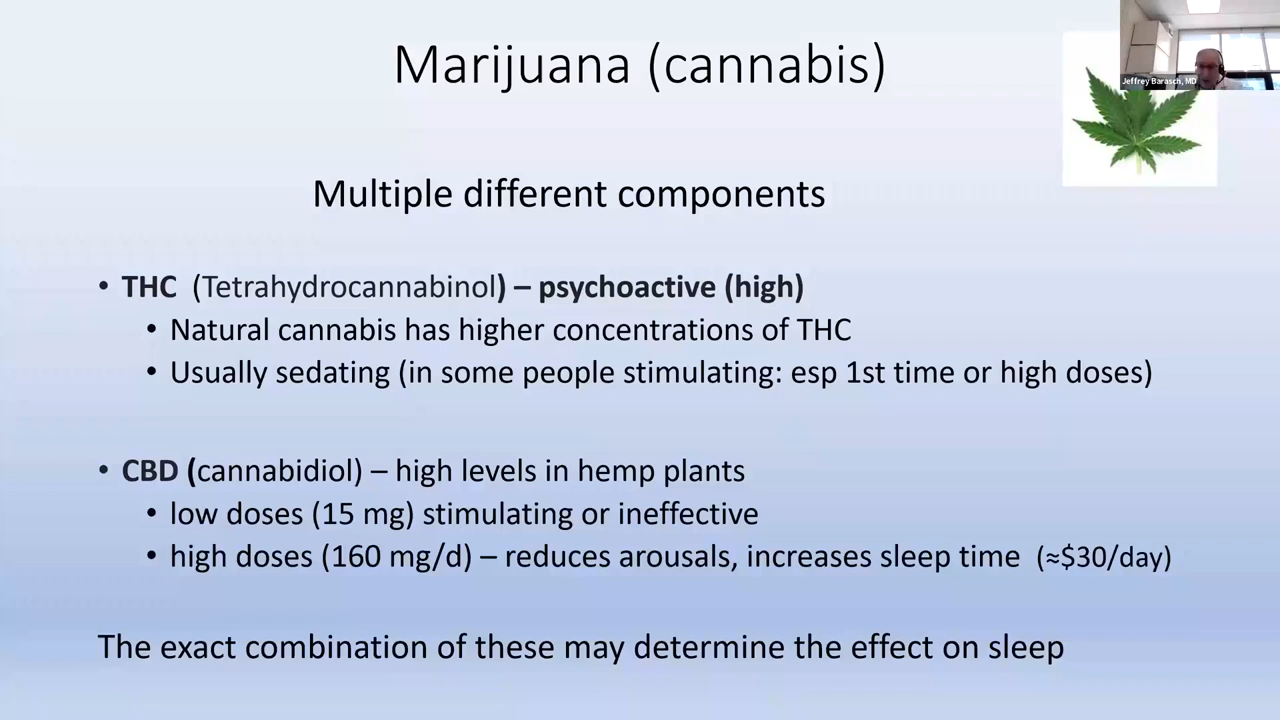 Marijuana (cannabis)
Jeffrey Barasch, MD
Multiple different components
• THC (Tetrahydrocannabinol) – psychoactive (high)
• Natural cannabis has higher concentrations of THC
• Usually sedating (in some people stimulating: esp 1st time or high doses)
• CBD (cannabidiol) – high levels in hemp plants
• low doses (15 mg) stimulating or ineffective
• high doses (160 mg/d) – reduces arousals, increases sleep time (≈$30/day)
The exact combination of these may determine the effect on sleep